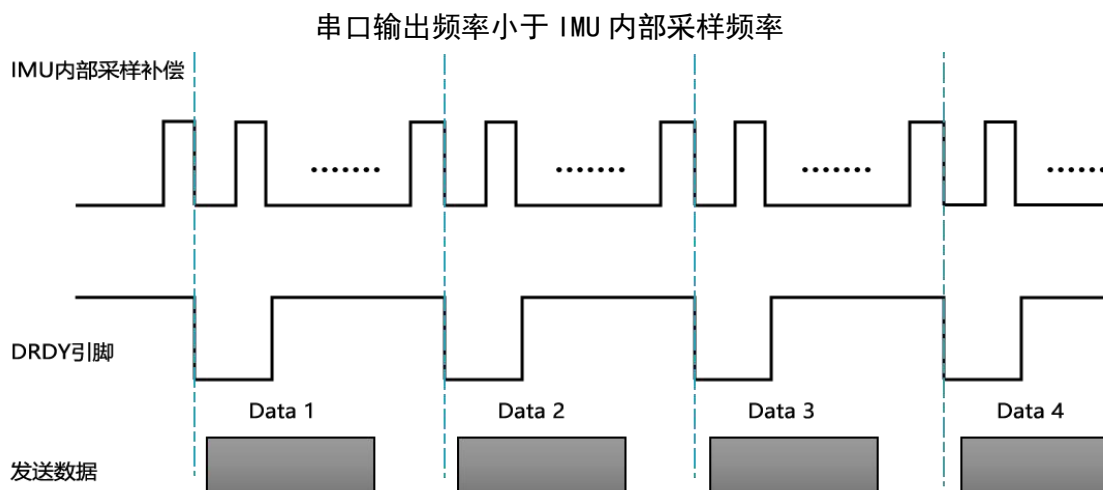 串口输出频率小于 IMU 内部采样频率
IMU内部采样补偿
.......
.......
.......
......
DRDY引脚
Data 1
Data 2
Data 3
Data 4
发送数据